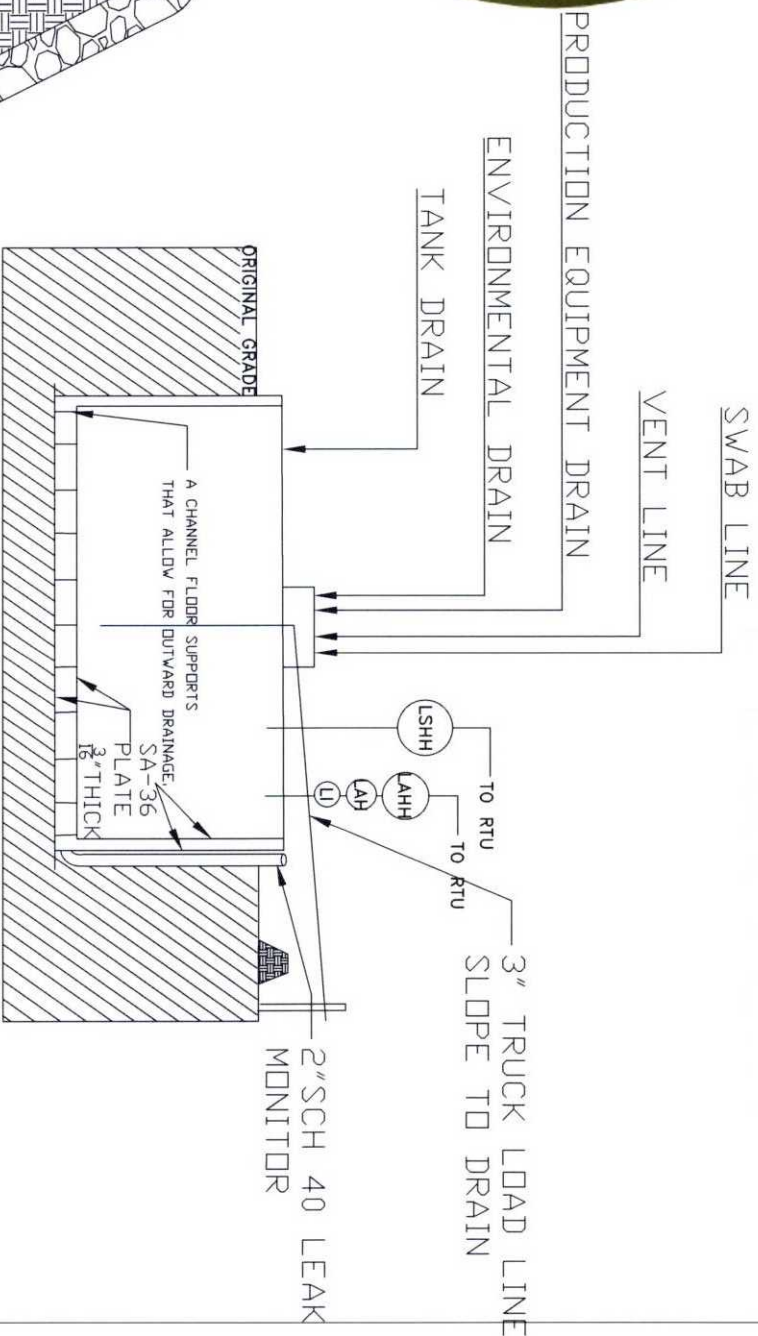 SWAB LINE
VENT LINE
PRODUCTION EQUIPMENT DRAIN
ENVIRONMENTAL DRAIN
TANK DRAIN
LSHH
TO RTU
LAHH
LAH
LI
TO RTU
3" TRUCK LOAD LINE
SLOPE TO DRAIN
ORIGINAL GRADE
A CHANNEL FLOOR SUPPORTS
THAT ALLOW FOR OUTWARD DRAINAGE.
SA-36
PLATE
3/16"THICK
2"SCH 40 LEAK
MONITOR